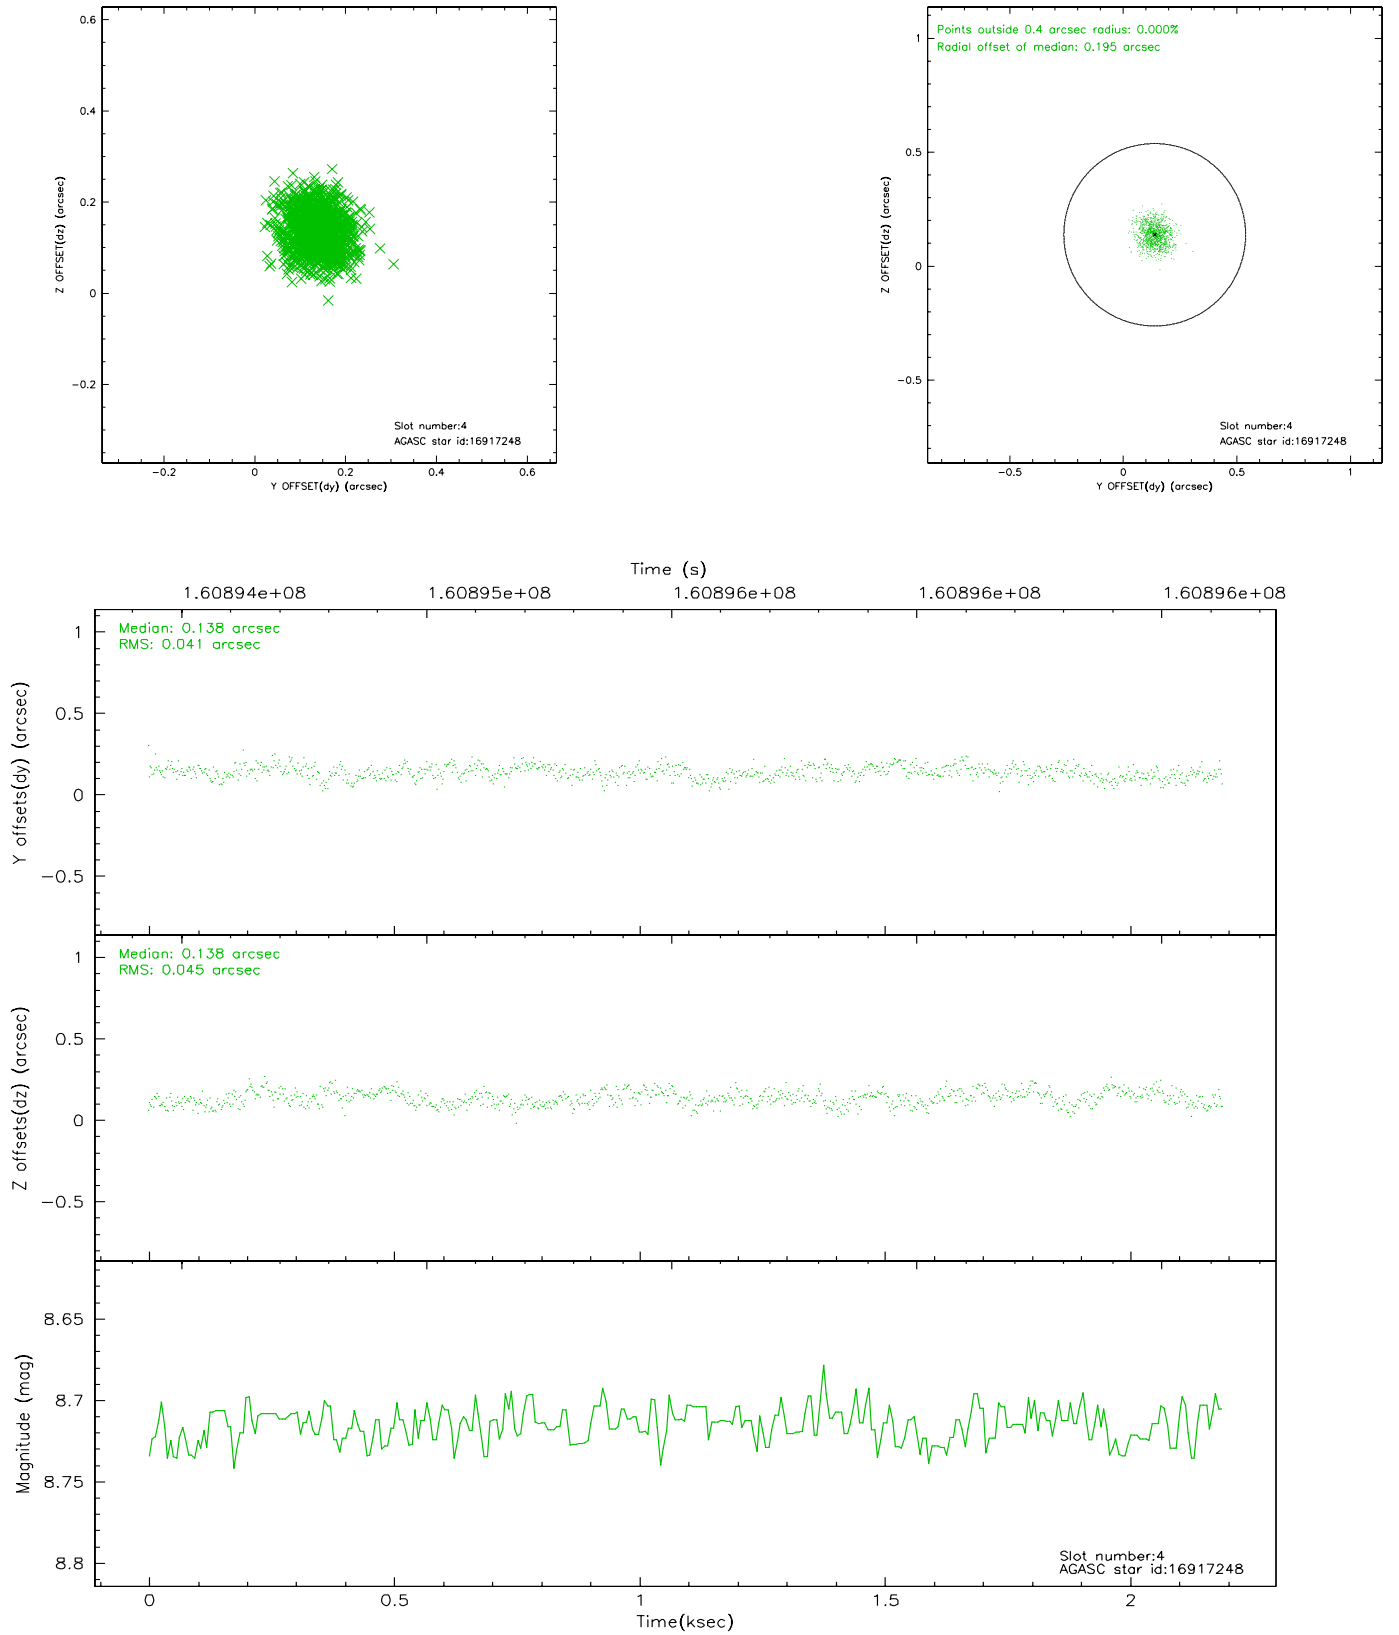 0.6
0.4
0.2
0
−0.2
Z OFFSET(dz) (arcsec)
Slot number:4
AGASC star id:16917248
−0.2 0 0.2 0.4 0.6
Y OFFSET(dy) (arcsec)
Points outside 0.4 arcsec radius: 0.000%
Radial offset of median: 0.195 arcsec
1
0.5
0
−0.5
Z OFFSET(dz) (arcsec)
Slot number:4
AGASC star id:16917248
−0.5 0 0.5 1
Y OFFSET(dy) (arcsec)
Time (s)
1.60894e+08 1.60895e+08 1.60896e+08 1.60896e+08 1.60896e+08
Median: 0.138 arcsec
RMS: 0.041 arcsec
1
0.5
0
−0.5
Y offsets(dy) (arcsec)
Median: 0.138 arcsec
RMS: 0.045 arcsec
1
0.5
0
−0.5
Z offsets(dz) (arcsec)
8.65
8.7
8.75
8.8
Magnitude (mag)
Slot number:4
AGASC star id:16917248
0 0.5 1 1.5 2
Time(ksec)